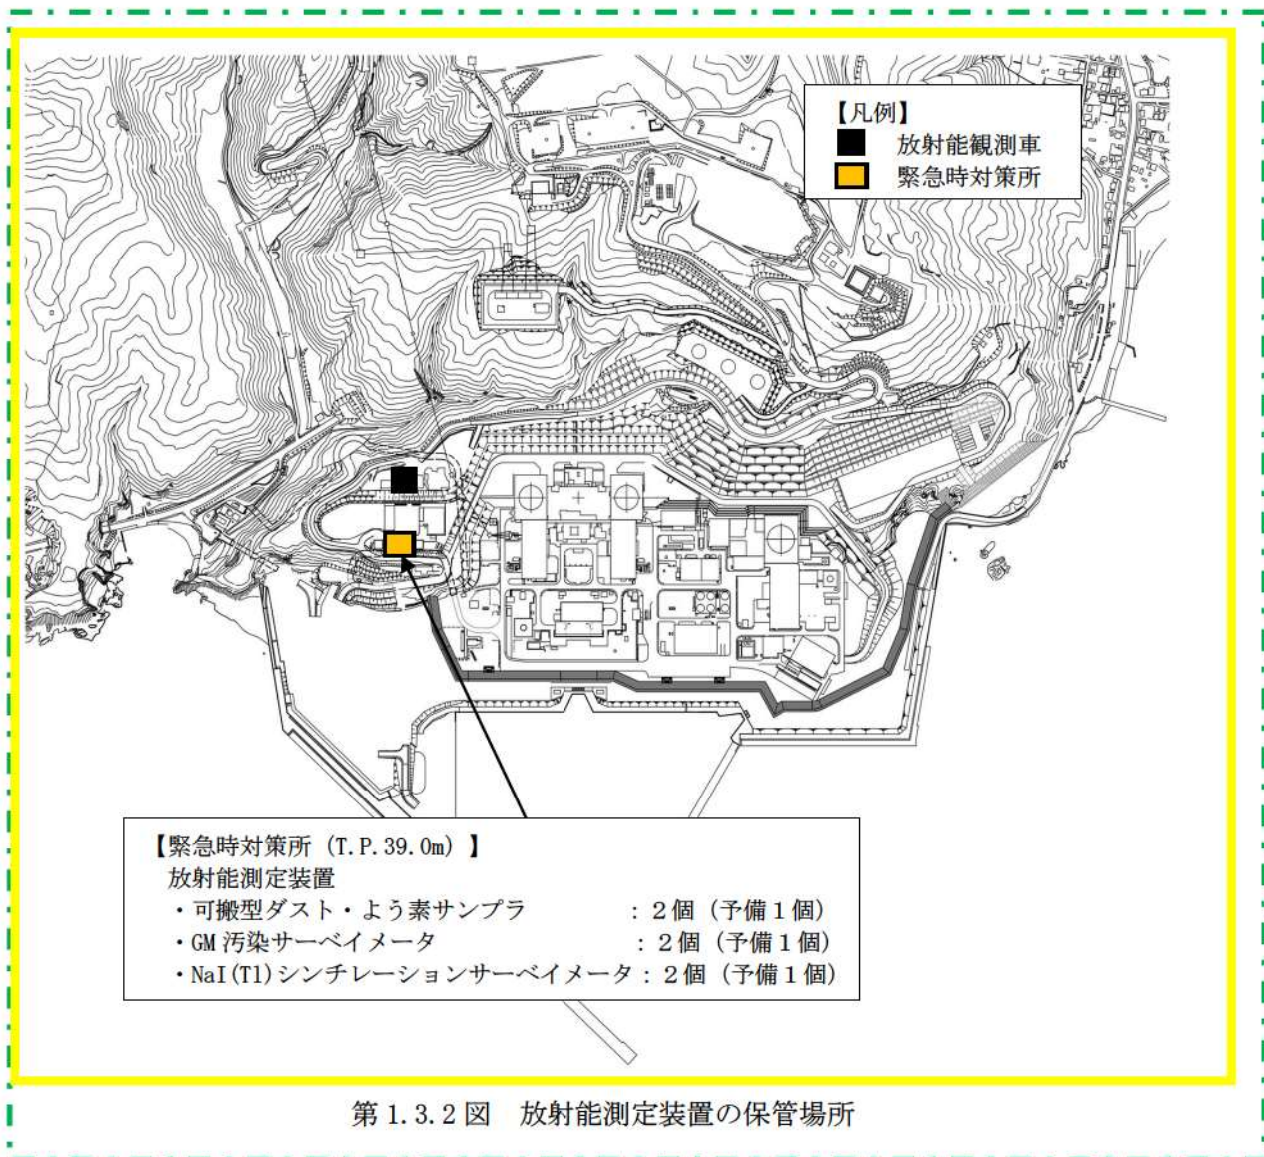 【凡例】
放射能観測車
緊急時対策所
【緊急時対策所（T.P.39.0m）】
放射能測定装置
・可搬型ダスト・よう素サンプラ ：２個（予備１個）
・GM 汚染サーベイメータ ：２個（予備１個）
・NaI(Tl)シンチレーションサーベイメータ：２個（予備１個）
第 1.3.2 図 放射能測定装置の保管場所